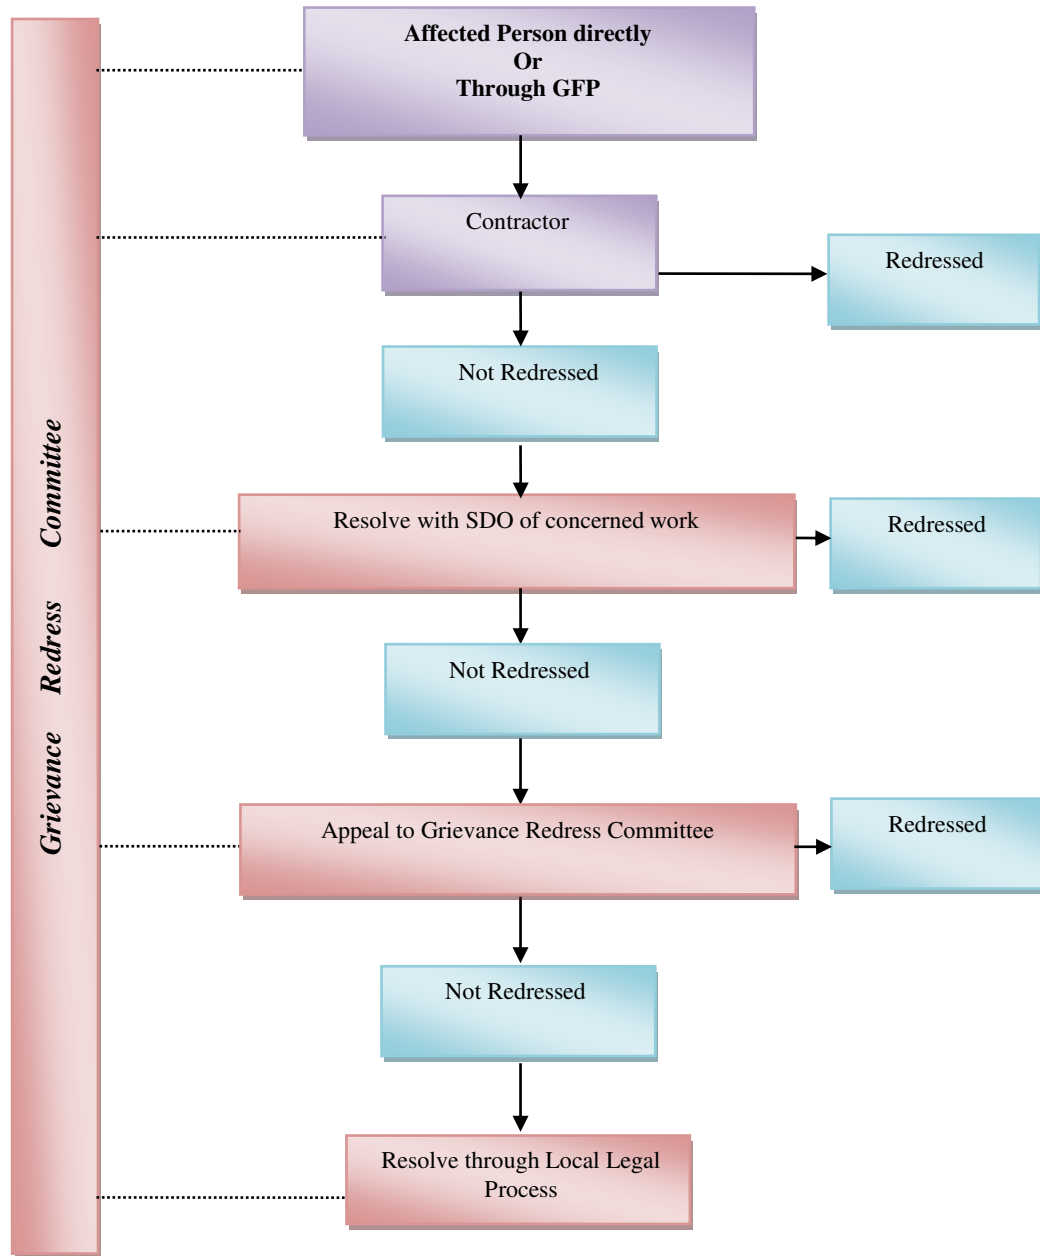 Affected Person directly
Or
Through GFP
Contractor
Redressed
Not Redressed
Resolve with SDO of concerned work
Redressed
Not Redressed
Appeal to Grievance Redress Committee
Redressed
Not Redressed
Resolve through Local Legal
Process
Grievance Redress Committee